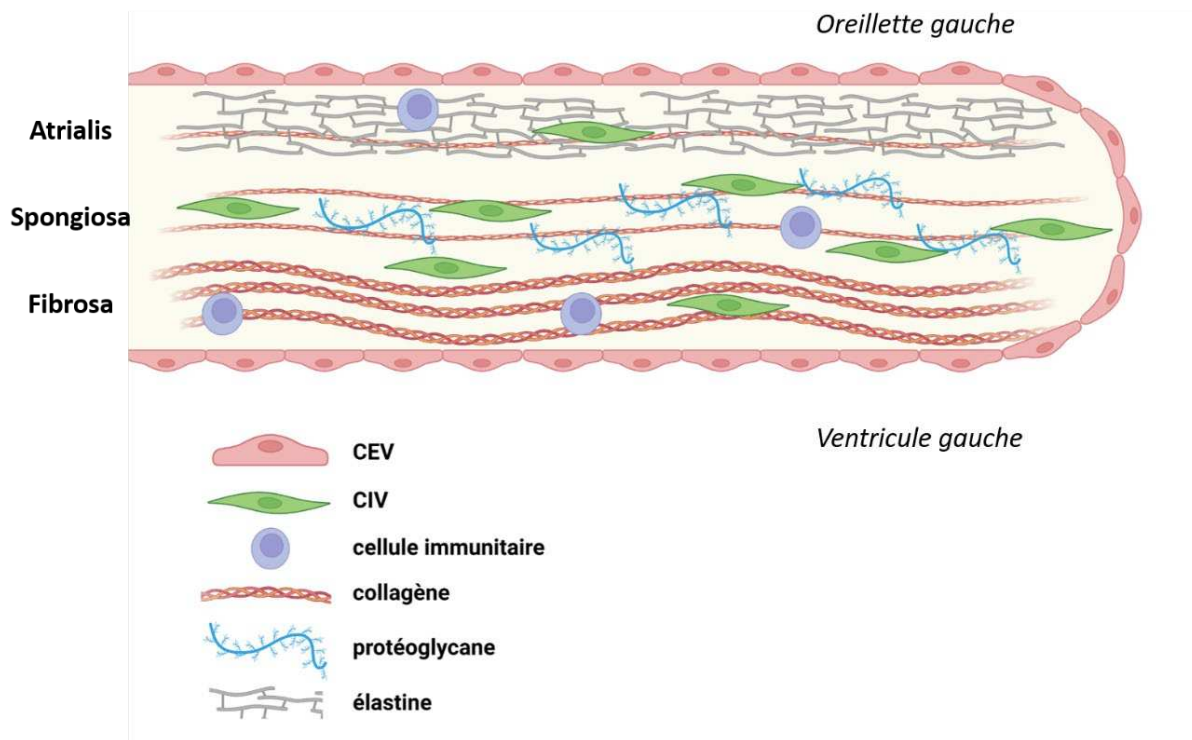 Oreillette gauche
Atrialis
Spongiosa
Fibrosa
Ventricule gauche
CEV
CIV
cellule immunitaire
collagène
protéoglycane
élastine